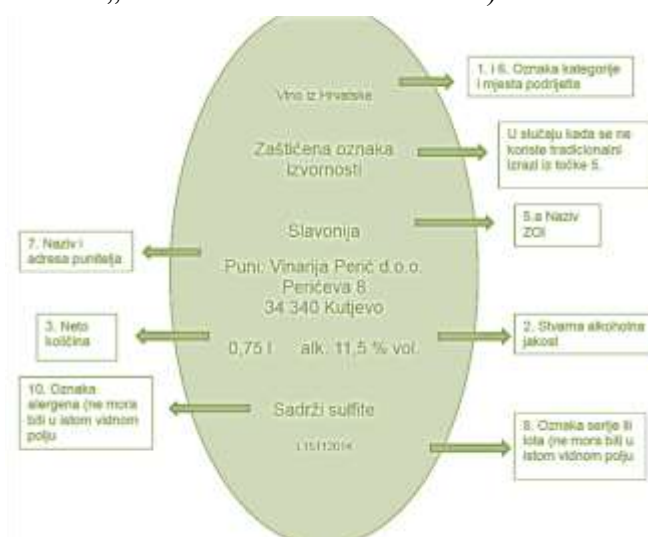 Vino iz Hrvatske
Zaštićena oznaka
izvornosti
Slavonija
Puni: Vinarija Perić d.o.o.
Perićeva 8
34 340 Kutjevo
0,75 l alk. 11,5 % vol.
Sadrži sulfite
L15112014
1. i 6. Oznaka kategorije
i mjesta podrijetla
U slučaju kada se ne
koriste tradicionalni
izrazi iz točke 5.
5.a Naziv
ZOI
2. Stvarna alkoholna
jakost
8. Oznaka serije ili
lota (ne mora biti u
istom vidnom
polju
7. Naziv i
adresa punitelja
3. Neto
količina
10. Oznaka
alergena (ne mora
biti u istom vidnom
polju